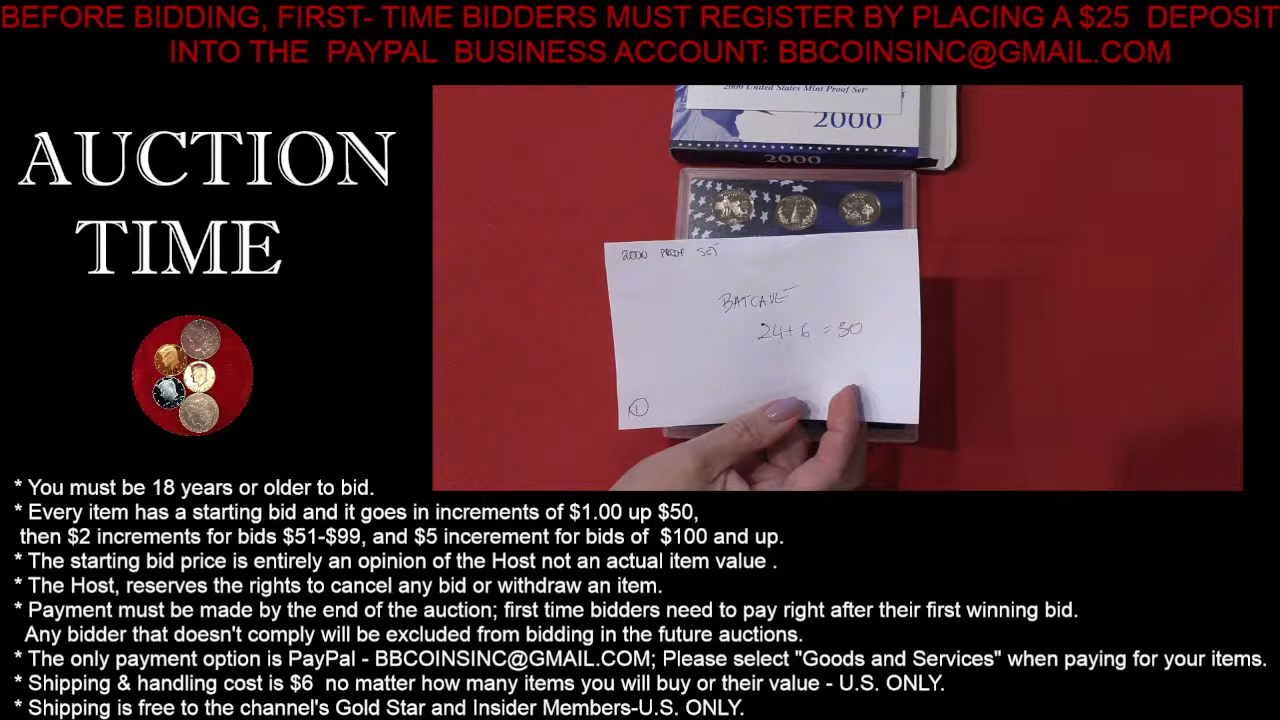 BEFORE BIDDING, FIRST- TIME BIDDERS MUST REGISTER BY PLACING A $25 DEPOSIT
INTO THE PAYPAL BUSINESS ACCOUNT: BBCOINSINC@GMAIL.COM
AUCTION
TIME
2000 United States Mint Proof Set
2000
2000
2000 PROOF SET
BATCAVE
24+6 =30
1
* You must be 18 years or older to bid.
* Every item has a starting bid and it goes in increments of $1.00 up $50,
then $2 increments for bids $51-$99, and $5 incerement for bids of $100 and up.
* The starting bid price is entirely an opinion of the Host not an actual item value .
* The Host, reserves the rights to cancel any bid or withdraw an item.
* Payment must be made by the end of the auction; first time bidders need to pay right after their first winning bid.
Any bidder that doesn't comply will be excluded from bidding in the future auctions.
* The only payment option is PayPal - BBCOINSINC@GMAIL.COM; Please select "Goods and Services" when paying for your items.
* Shipping & handling cost is $6 no matter how many items you will buy or their value - U.S. ONLY.
* Shipping is free to the channel's Gold Star and Insider Members-U.S. ONLY.